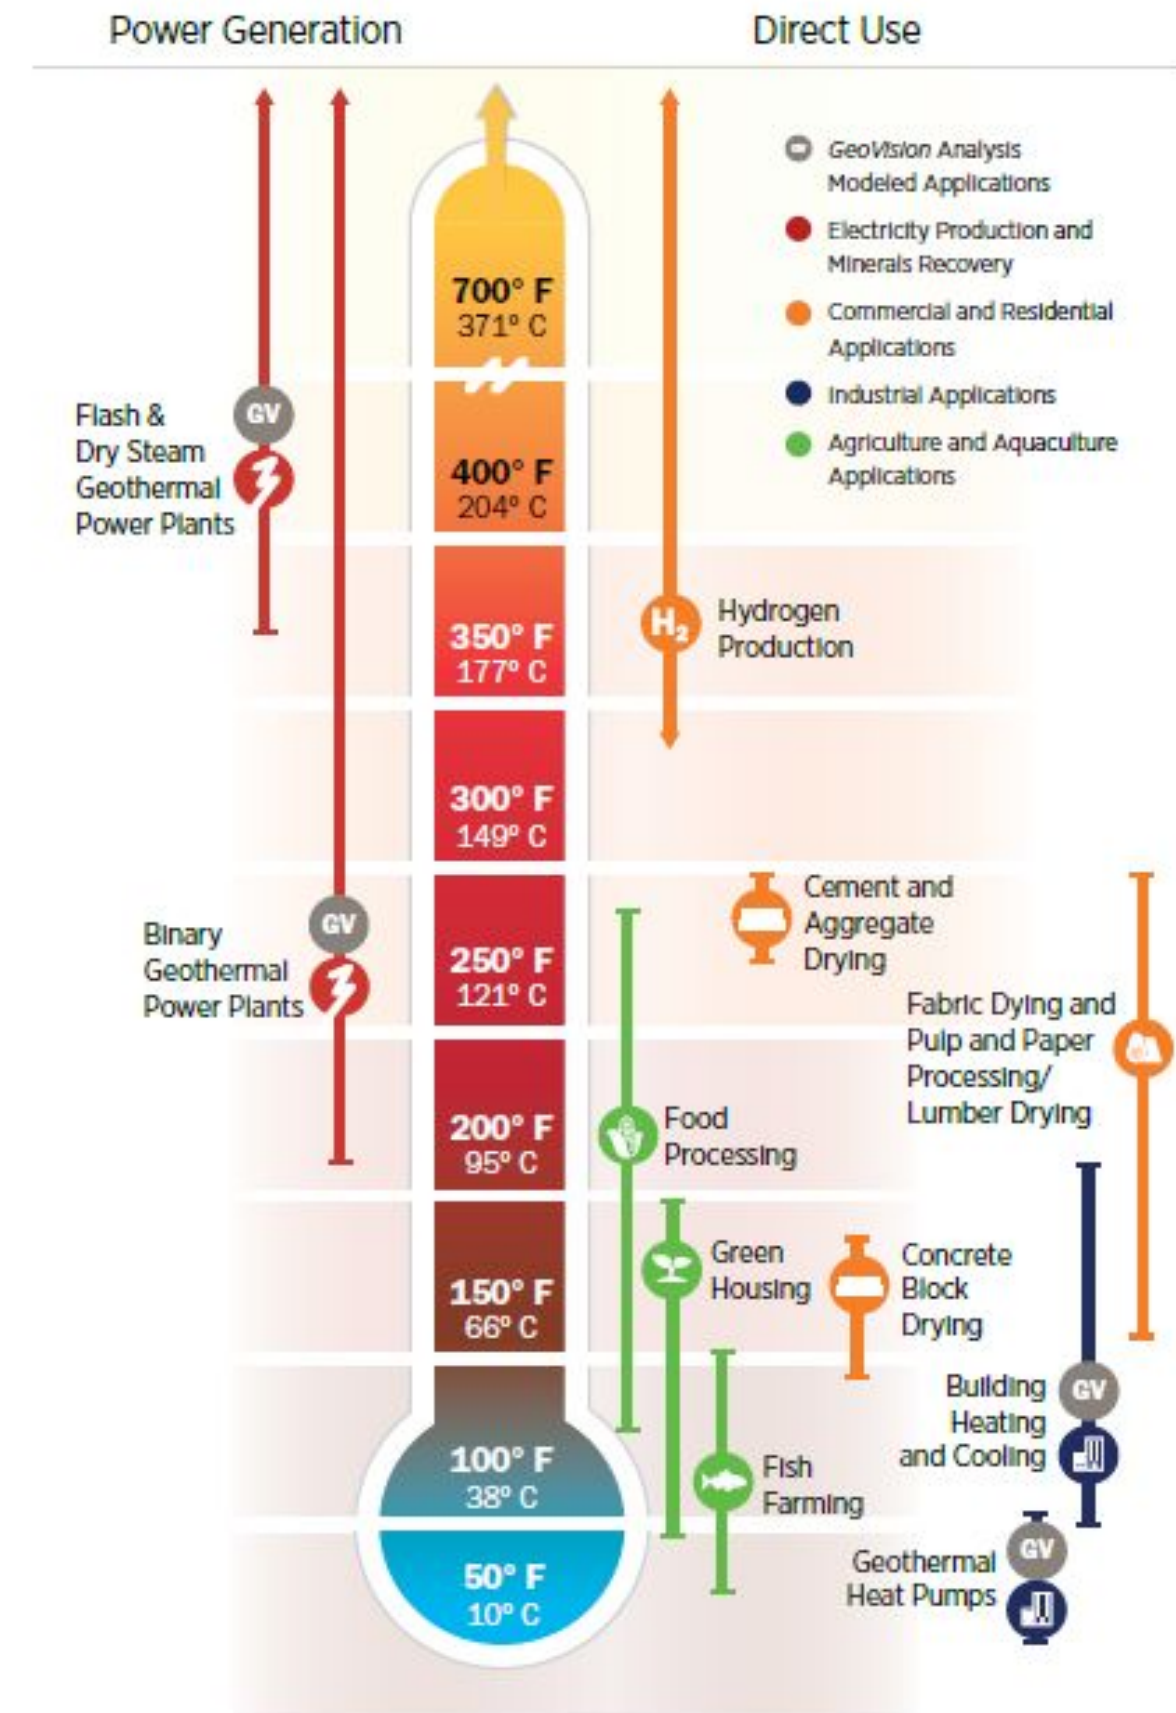 Power Generation
Direct Use
GeoVision Analysis
Modeled Applications
Electricity Production and
Minerals Recovery
Commercial and Residential
Applications
Industrial Applications
Agriculture and Aquaculture
Applications
700° F
371° C
GV
Flash &
Dry Steam
Geothermal
Power Plants
400° F
204° C
H₂
Hydrogen
Production
350° F
177° C
300° F
149° C
Cement and
Aggregate
Drying
GV
Binary
Geothermal
Power Plants
250° F
121° C
Fabric Dying and
Pulp and Paper
Processing/
Lumber Drying
200° F
95° C
Food
Processing
Green
Housing
Concrete
Block
Drying
150° F
66° C
Building
Heating
and Cooling
GV
100° F
38° C
Fish
Farming
50° F
10° C
Geothermal
Heat Pumps
GV